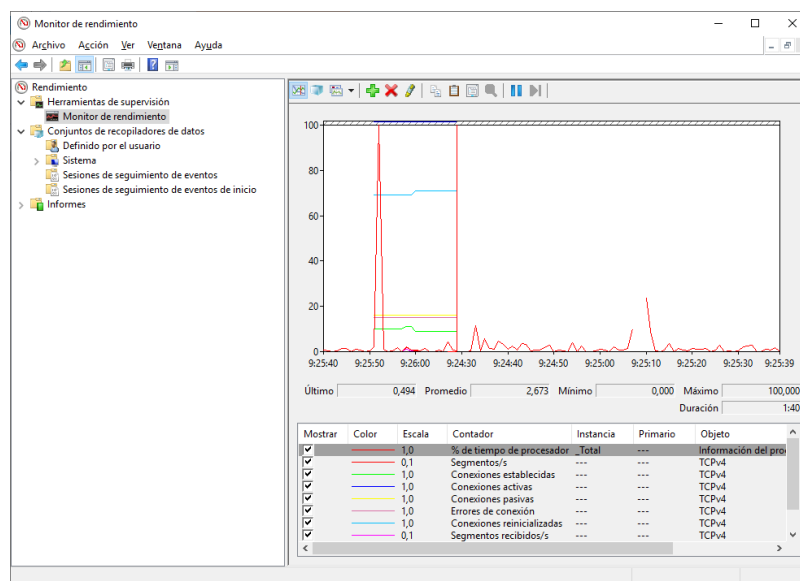 Monitor de rendimiento
Archivo Acción Ver Ventana Ayuda
Rendimiento
Herramientas de supervisión
Monitor de rendimiento
Conjuntos de recopiladores de datos
Definido por el usuario
Sistema
Sesiones de seguimiento de eventos
Sesiones de seguimiento de eventos de inicio
Informes
100
80
60
40
20
0
9:25:40 9:25:50 9:26:00 9:24:30 9:24:40 9:24:50 9:25:00 9:25:10 9:25:20 9:25:30 9:25:39
Último 0,494 Promedio 2,673 Mínimo 0,000 Máximo 100,000
Duración 1:40
Mostrar Color Escala Contador Instancia Primario Objeto
1,0 % de tiempo de procesador _Total --- Información del pro
0,1 Segmentos/s --- --- TCPv4
1,0 Conexiones establecidas --- --- TCPv4
1,0 Conexiones activas --- --- TCPv4
1,0 Conexiones pasivas --- --- TCPv4
1,0 Errores de conexión --- --- TCPv4
1,0 Conexiones reinicializadas --- --- TCPv4
0,1 Segmentos recibidos/s --- --- TCPv4